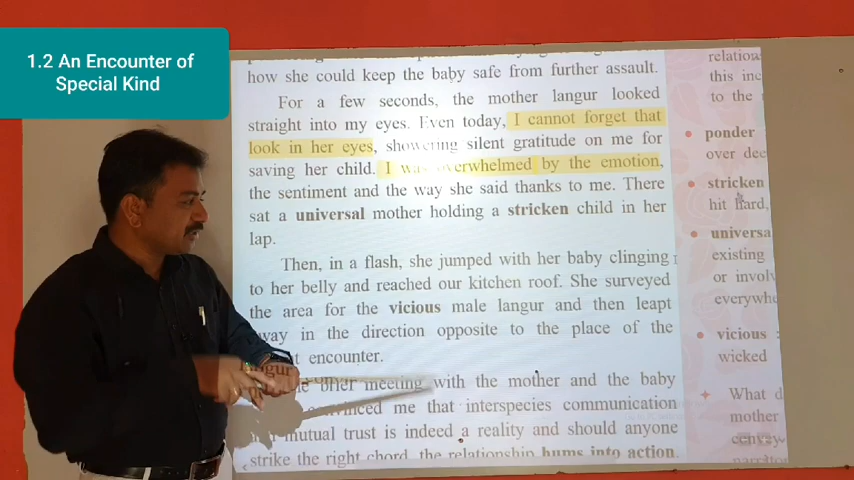 1.2 An Encounter of
Special Kind
how she could keep the baby safe from further assault.
For a few seconds, the mother langur looked
straight into my eyes. Even today, I cannot forget that
look in her eyes, showering silent gratitude on me for
saving her child. I was overwhelmed by the emotion,
the sentiment and the way she said thanks to me. There
sat a universal mother holding a stricken child in her
lap.
Then, in a flash, she jumped with her baby clinging
to her belly and reached our kitchen roof. She surveyed
the area for the vicious male langur and then leapt
away in the direction opposite to the place of the
encounter.
meeting with the mother and the baby
convinced me that interspecies communication
mutual trust is indeed a reality and should anyone
strike the right chord, the relationship hums into action.
langur
relations
this inc
to the
ponder
over dee
stricken
hit hard,
universa
existing
or involv
everywhe
vicious :
wicked
What d
mother
convey
narrato